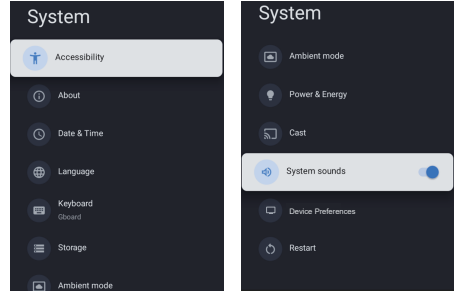 System
Accessibility
About
Date & Time
Language
Keyboard
Gboard
Storage
Ambient mode
System
Ambient mode
Power & Energy
Cast
System sounds
Device Preferences
Restart